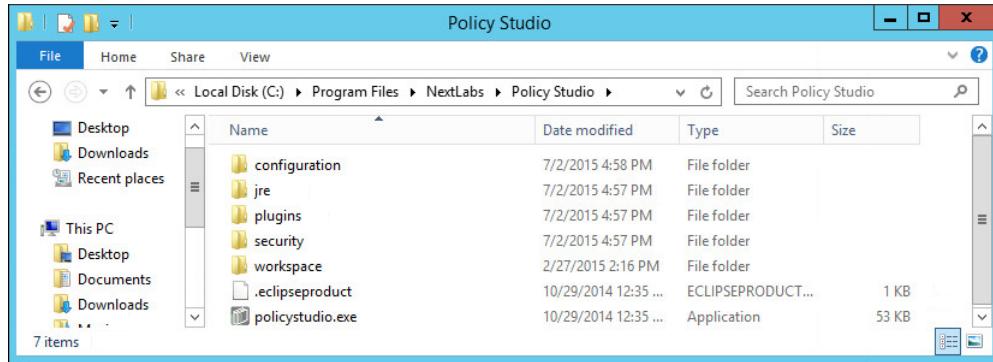 Policy Studio
File Home Share View
« Local Disk (C:) ▸ Program Files ▸ NextLabs ▸ Policy Studio ▸ Search Policy Studio
Desktop
Downloads
Recent places
This PC
Desktop
Documents
Downloads
Name Date modified Type Size
configuration 7/2/2015 4:58 PM File folder
jre 7/2/2015 4:57 PM File folder
plugins 7/2/2015 4:57 PM File folder
security 7/2/2015 4:57 PM File folder
workspace 2/27/2015 2:16 PM File folder
.eclipseproduct 10/29/2014 12:35 ... ECLIPSEPRODUCT... 1 KB
policystudio.exe 10/29/2014 12:35 ... Application 53 KB
7 items